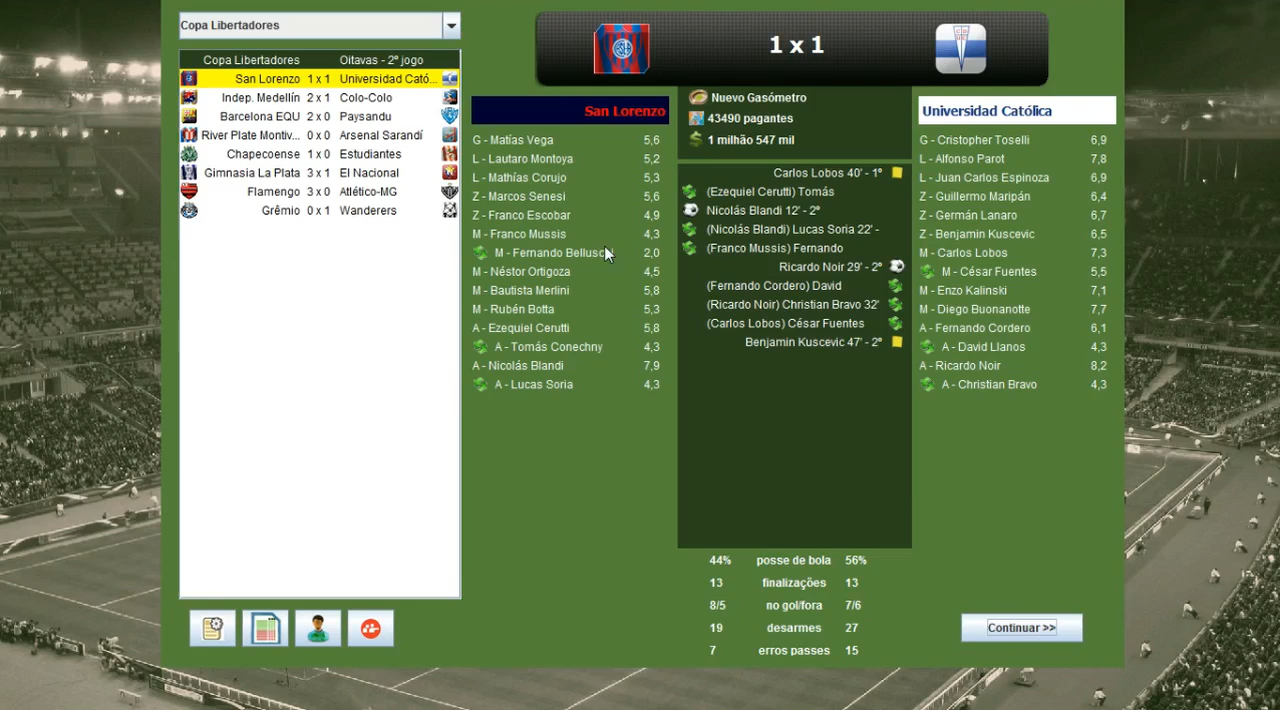 Copa Libertadores
Copa Libertadores Oitavas - 2º jogo
San Lorenzo 1 x 1 Universidad Cató...
Indep. Medellín 2 x 1 Colo-Colo
Barcelona EQU 2 x 0 Paysandu
River Plate Montiv... 0 x 0 Arsenal Sarandí
Chapecoense 1 x 0 Estudiantes
Gimnasia La Plata 3 x 1 El Nacional
Flamengo 3 x 0 Atlético-MG
Grêmio 0 x 1 Wanderers
1 x 1
San Lorenzo
G - Matías Vega 5,6
L - Lautaro Montoya 5,2
L - Mathías Corujo 5,3
Z - Marcos Senesi 5,6
Z - Franco Escobar 4,9
M - Franco Mussis 4,3
M - Fernando Bellusc 2,0
M - Néstor Ortigoza 4,5
M - Bautista Merlini 5,8
M - Rubén Botta 5,3
A - Ezequiel Cerutti 5,8
A - Tomás Conechny 4,3
A - Nicolás Blandi 7,9
A - Lucas Soria 4,3
Nuevo Gasómetro
43490 pagantes
1 milhão 547 mil
Carlos Lobos 40' - 1º
(Ezequiel Cerutti) Tomás
Nicolás Blandi 12' - 2º
(Nicolás Blandi) Lucas Soria 22' -
(Franco Mussis) Fernando
Ricardo Noir 29' - 2º
(Fernando Cordero) David
(Ricardo Noir) Christian Bravo 32'
(Carlos Lobos) César Fuentes
Benjamin Kuscevic 47' - 2º
44% posse de bola 56%
13 finalizações 13
8/5 no gol/fora 7/6
19 desarmes 27
7 erros passes 15
Universidad Católica
G - Cristopher Toselli 6,9
L - Alfonso Parot 7,8
L - Juan Carlos Espinoza 6,9
Z - Guillermo Maripán 6,4
Z - Germán Lanaro 6,7
Z - Benjamin Kuscevic 6,5
M - Carlos Lobos 7,3
M - César Fuentes 5,5
M - Enzo Kalinski 7,1
M - Diego Buonanotte 7,7
A - Fernando Cordero 6,1
A - David Llanos 4,3
A - Ricardo Noir 8,2
A - Christian Bravo 4,3
Continuar >>